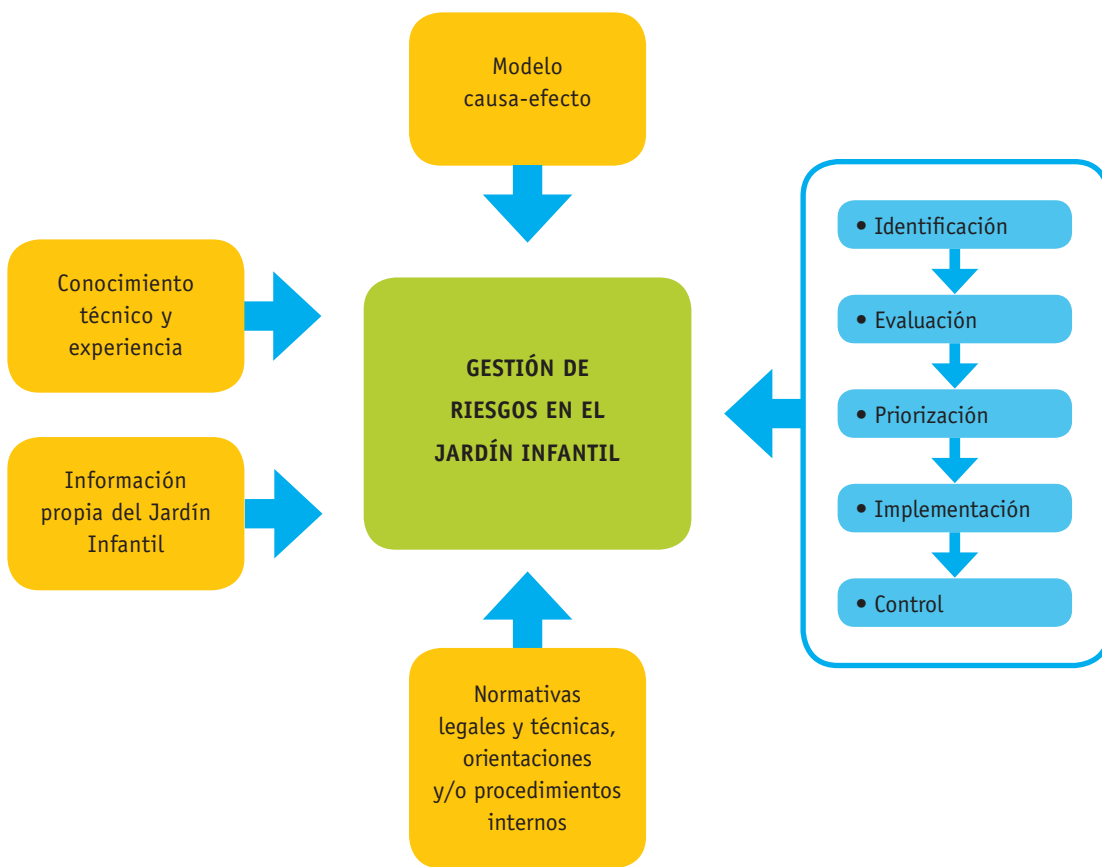 Modelo
causa-efecto
Conocimiento
técnico y
experiencia
Información
propia del Jardín
Infantil
GESTIÓN DE
RIESGOS EN EL
JARDÍN INFANTIL
Normativas
legales y técnicas,
orientaciones
y/o procedimientos
internos
• Identificación
• Evaluación
• Priorización
• Implementación
• Control